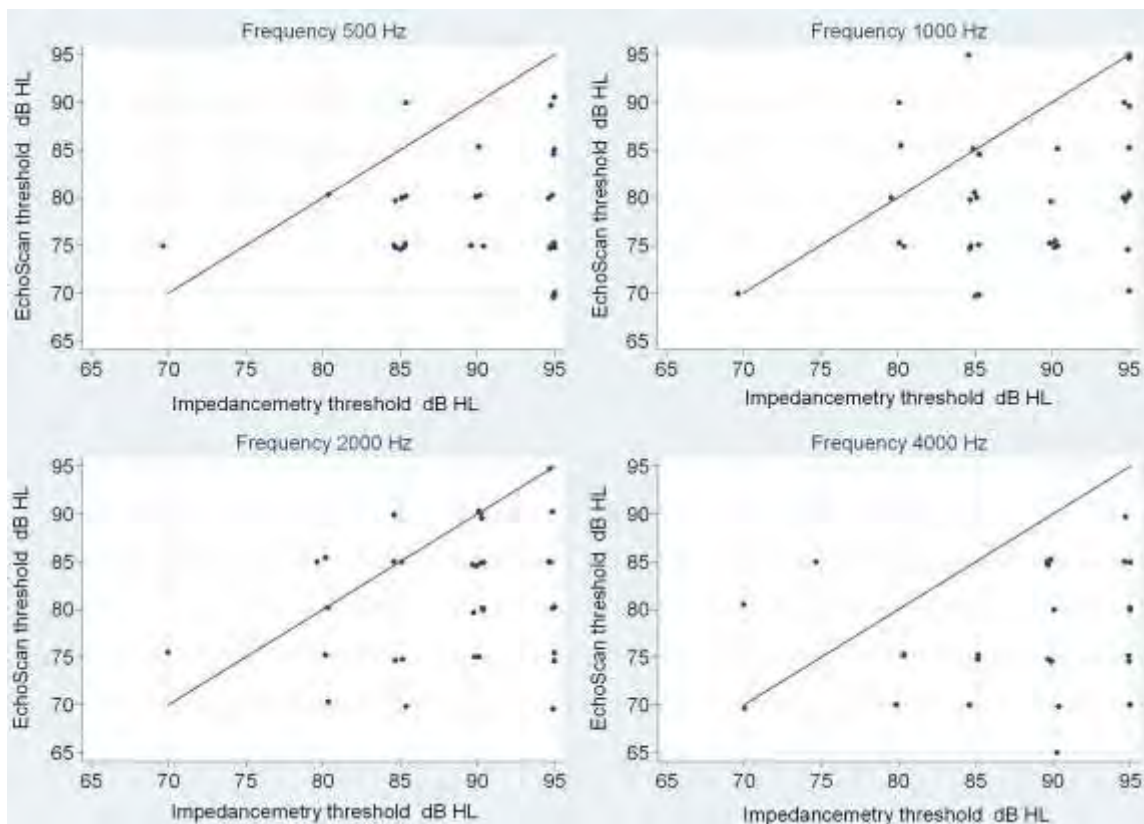 Frequency 500 Hz
EchoScan threshold dB HL
95
90
85
80
75
70
65
65 70 75 80 85 90 95
Impedancemetry threshold dB HL
Frequency 1000 Hz
EchoScan threshold dB HL
95
90
85
80
75
70
65
65 70 75 80 85 90 95
Impedancemetry threshold dB HL
Frequency 2000 Hz
EchoScan threshold dB HL
95
90
85
80
75
70
65
65 70 75 80 85 90 95
Impedancemetry threshold dB HL
Frequency 4000 Hz
EchoScan threshold dB HL
95
90
85
80
75
70
65
65 70 75 80 85 90 95
Impedancemetry threshold dB HL